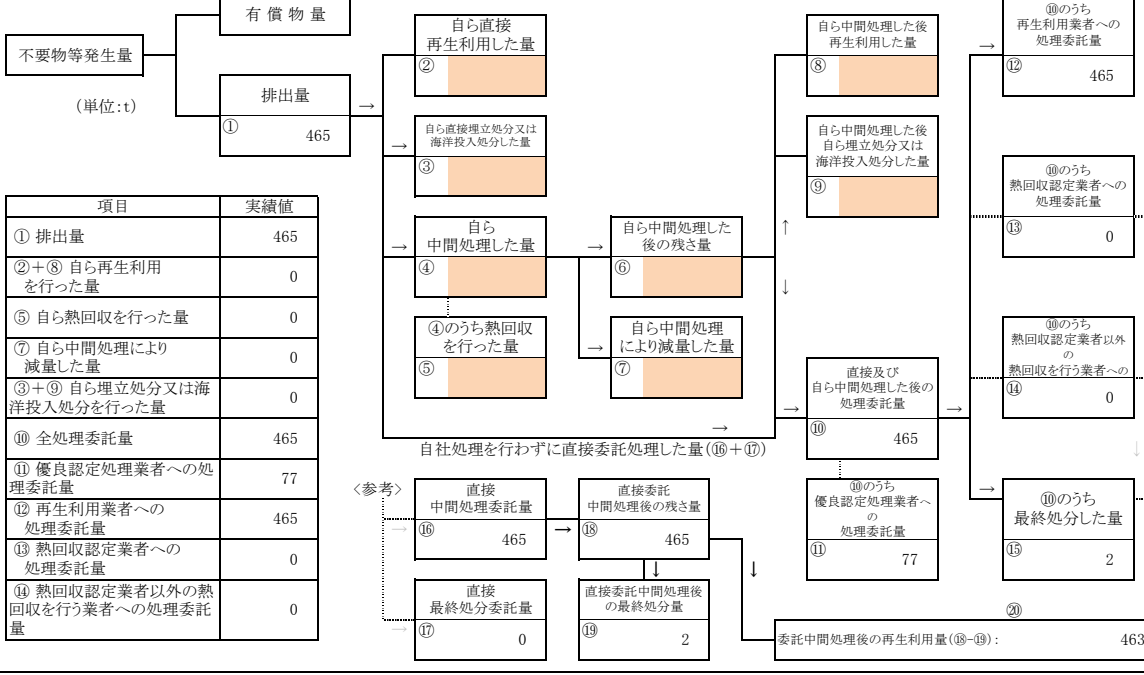 有償物量
不要物等発生量
(単位:t)
排出量
→
①
465
自ら直接
再生利用した量
②
→
自ら直接埋立処分又は
海洋投入処分した量
③
→
自ら
中間処理した量
④
→
自ら中間処理した
後の残さ量
⑥
④のうち熱回収
を行った量
⑤
→
自ら中間処理
により減量した量
⑦
自ら中間処理した後
再生利用した量
⑧
自ら中間処理した後
自ら埋立処分又は
海洋投入処分した量
⑨
↑
↓
→
直接及び
自ら中間処理した後の
処理委託量
⑩
465
→
⑩のうち
優良認定処理業者へ
の
処理委託量
⑪
77
→
⑩のうち
再生利用業者への
処理委託量
⑫
465
⑩のうち
熱回収認定業者への
処理委託量
⑬
0
⑩のうち
熱回収認定業者以外
の
熱回収を行う業者への
⑭
0
↓
→
⑩のうち
最終処分した量
⑮
2
→
自社処理を行わずに直接委託処理した量(⑯+⑰)
〈参考〉
→
直接
中間処理委託量
⑯
465
→
直接委託
中間処理後の残さ量
⑱
465
↓
↓
→
直接
最終処分委託量
⑰
0
直接委託中間処理後
の最終処分量
⑲
2
⑳
委託中間処理後の再生利用量(⑱-⑲):
463
項目 実績値
① 排出量 465
②+⑧ 自ら再生利用
を行った量 0
⑤ 自ら熱回収を行った量 0
⑦ 自ら中間処理により
減量した量 0
③+⑨ 自ら埋立処分又は海
洋投入処分を行った量 0
⑩ 全処理委託量 465
⑪ 優良認定処理業者への処
理委託量 77
⑫ 再生利用業者への
処理委託量 465
⑬ 熱回収認定業者への
処理委託量 0
⑭ 熱回収認定業者以外の熱
回収を行う業者への処理委託
量 0